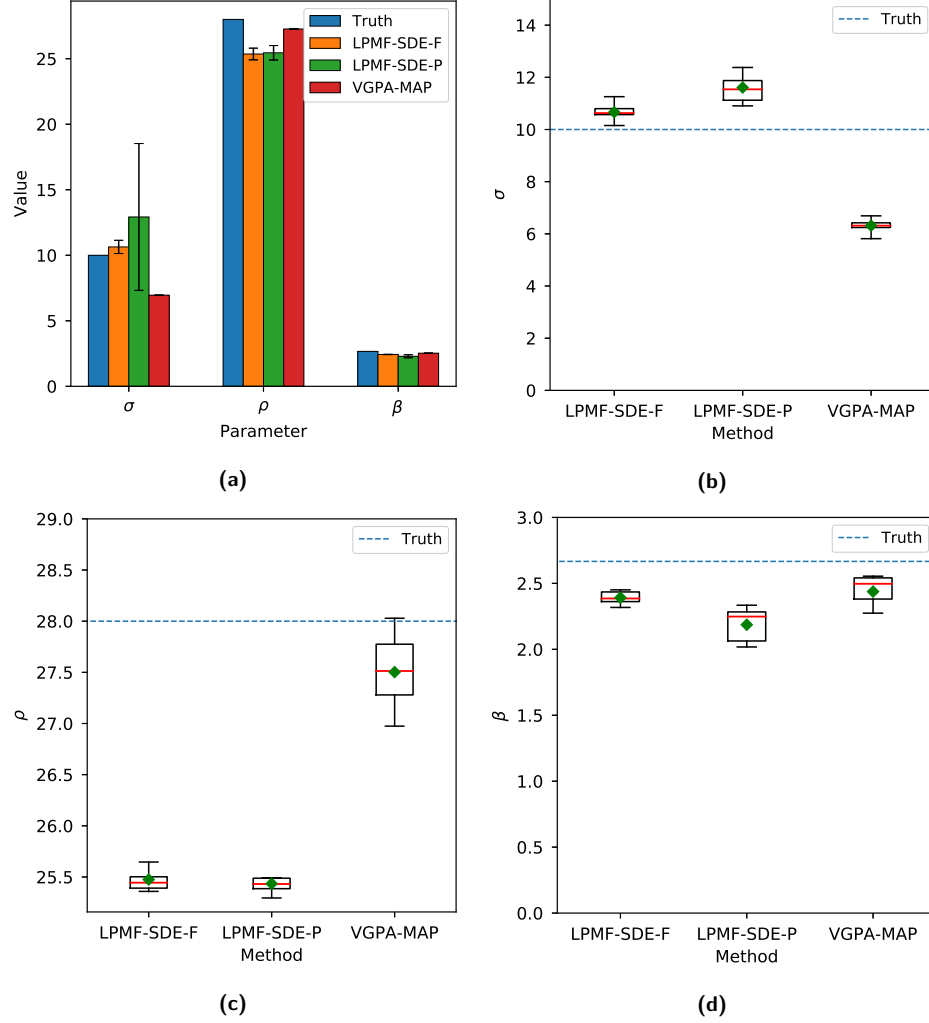 Truth
LPMF-SDE-F
LPMF-SDE-P
VGPA-MAP
25
20
15
10
5
0
Value
σ ρ β
Parameter
(a)
Truth
14
12
10
8
6
4
2
0
σ
LPMF-SDE-F LPMF-SDE-P VGPA-MAP
Method
(b)
Truth
29.0
28.5
28.0
27.5
27.0
26.5
26.0
25.5
ρ
LPMF-SDE-F LPMF-SDE-P VGPA-MAP
Method
(c)
Truth
3.0
2.5
2.0
1.5
1.0
0.5
0.0
β
LPMF-SDE-F LPMF-SDE-P VGPA-MAP
Method
(d)